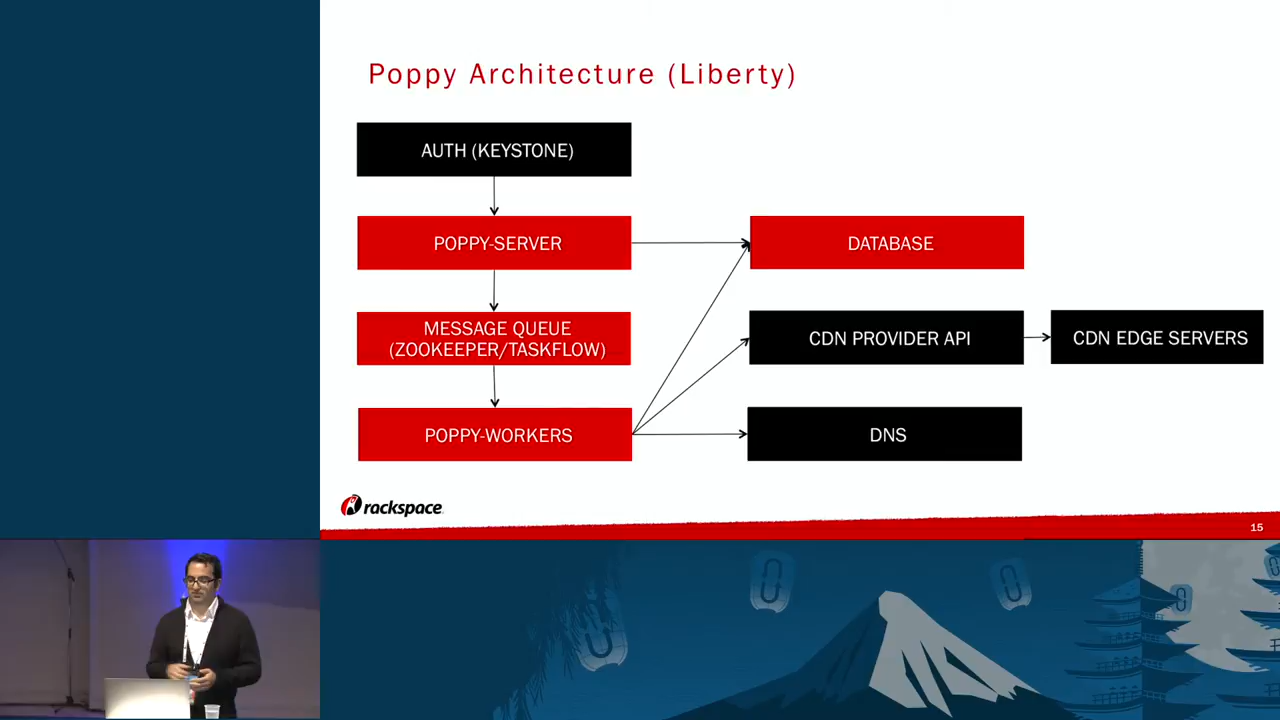 Poppy Architecture (Liberty)
AUTH (KEYSTONE)
POPPY-SERVER
DATABASE
MESSAGE QUEUE
(ZOOKEEPER/TASKFLOW)
CDN PROVIDER API
CDN EDGE SERVERS
POPPY-WORKERS
DNS
rackspace
15